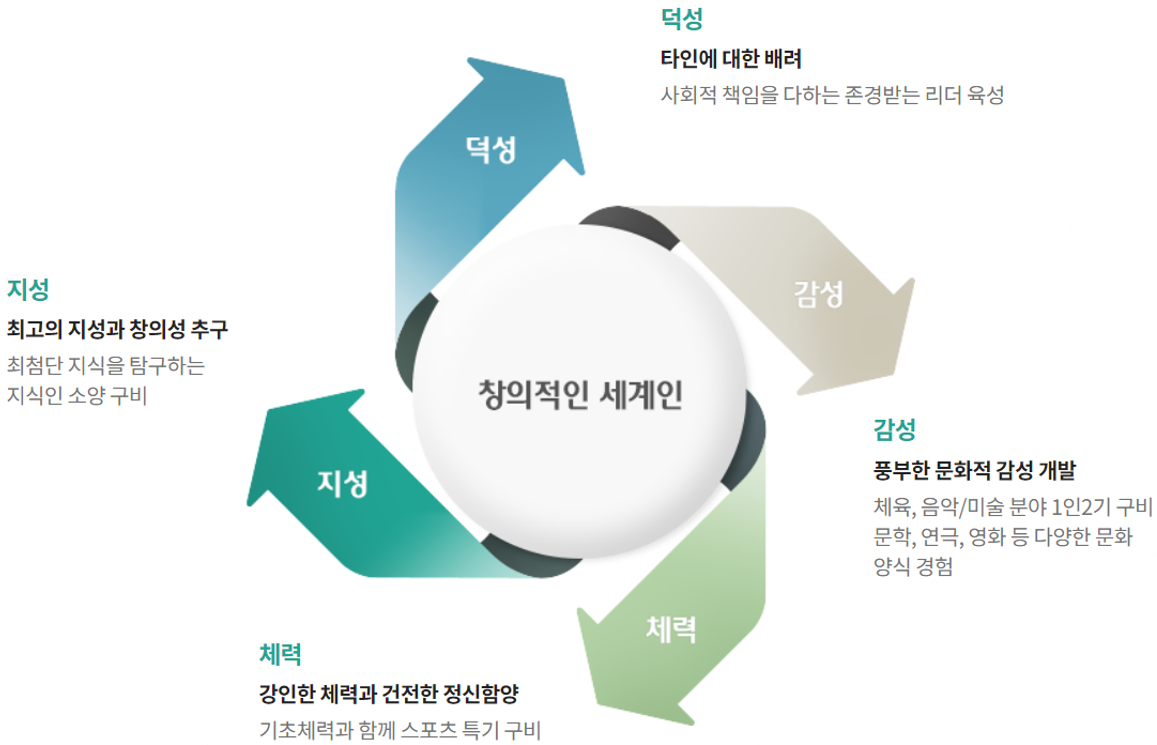 덕성
타인에 대한 배려
사회적 책임을 다하는 존경받는 리더 육성
덕성
감성
지성
최고의 지성과 창의성 추구
최첨단 지식을 탐구하는
지식인 소양 구비
창의적인 세계인
지성
감성
풍부한 문화적 감성 개발
체육, 음악/미술 분야 1인2기 구비
문학, 연극, 영화 등 다양한 문화
양식 경험
체력
체력
강인한 체력과 건전한 정신함양
기초체력과 함께 스포츠 특기 구비